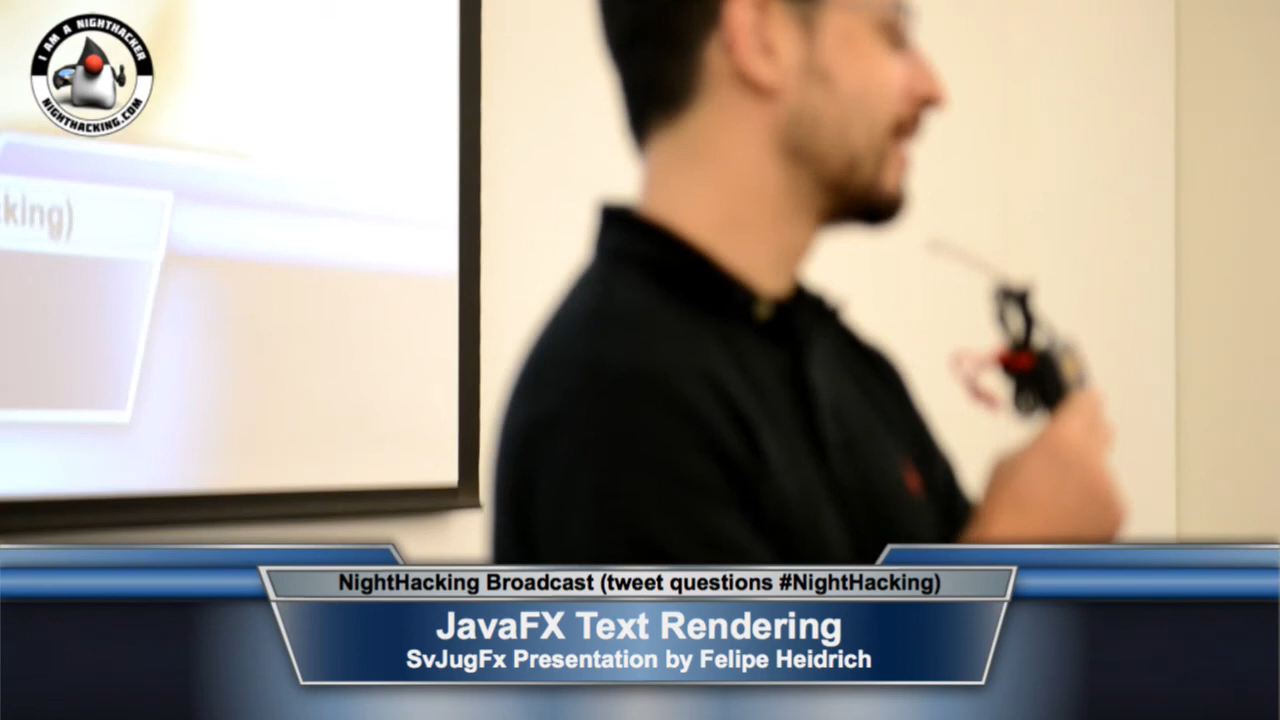 I AM A NIGHTHACKER
NIGHTHACKING.COM
king)
NightHacking Broadcast (tweet questions #NightHacking)
JavaFX Text Rendering
SvJugFx Presentation by Felipe Heidrich